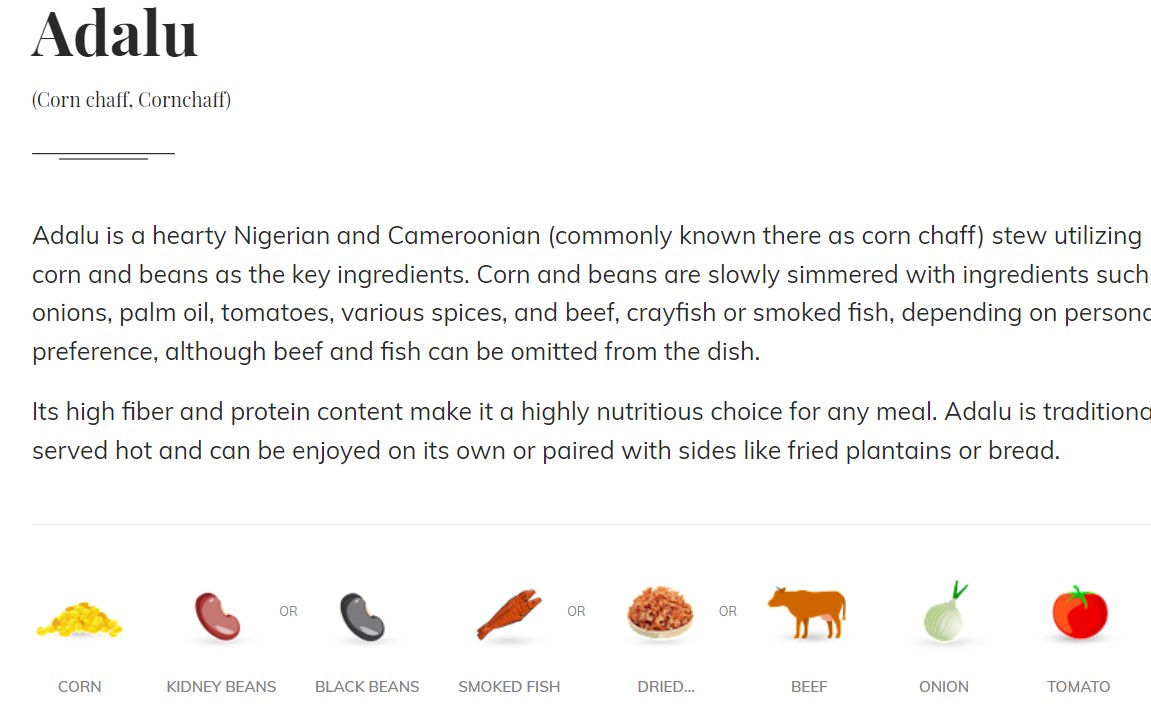 Adalu
(Corn chaff, Cornchaff)
Adalu is a hearty Nigerian and Cameroonian (commonly known there as corn chaff) stew utilizing
corn and beans as the key ingredients. Corn and beans are slowly simmered with ingredients such
onions, palm oil, tomatoes, various spices, and beef, crayfish or smoked fish, depending on
preference, although beef and fish can be omitted from the dish.
Its high fiber and protein content make it a highly nutritious choice for any meal. Adalu is
served hot and can be enjoyed on its own or paired with sides like fried plantains or bread.
OR OR OR
CORN KIDNEY BEANS BLACK BEANS SMOKED FISH DRIED... BEEF ONION TOMATO